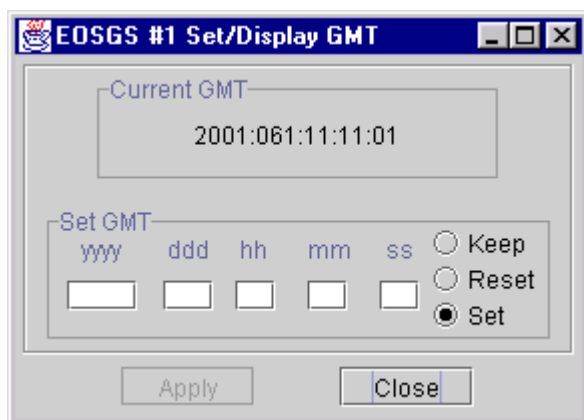 EOSGS #1 Set/Display GMT
Current GMT
2001:061:11:11:01
Set GMT
yyyy ddd hh mm ss
Keep
Reset
Set
Apply Close